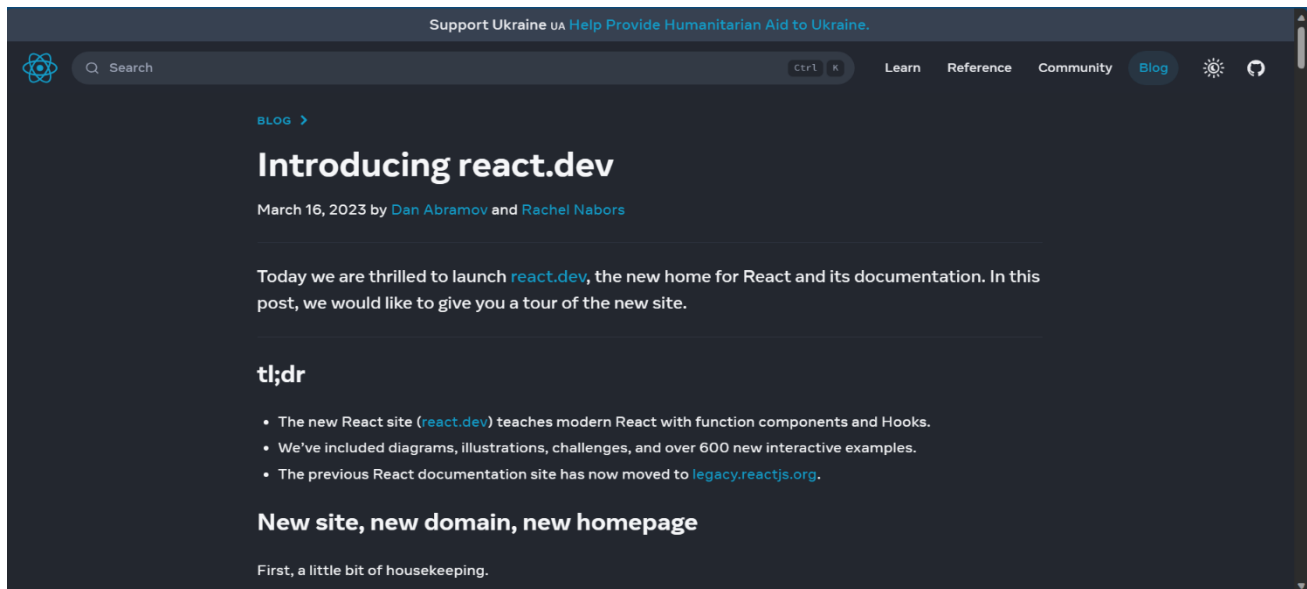 Support Ukraine UA Help Provide Humanitarian Aid to Ukraine.
Search
Ctrl K
Learn
Reference
Community
Blog
BLOG
Introducing react.dev
March 16, 2023 by Dan Abramov and Rachel Nabors
Today we are thrilled to launch react.dev, the new home for React and its documentation. In this
post, we would like to give you a tour of the new site.
tl;dr
• The new React site (react.dev) teaches modern React with function components and Hooks.
• We’ve included diagrams, illustrations, challenges, and over 600 new interactive examples.
• The previous React documentation site has now moved to legacy.reactjs.org.
New site, new domain, new homepage
First, a little bit of housekeeping.